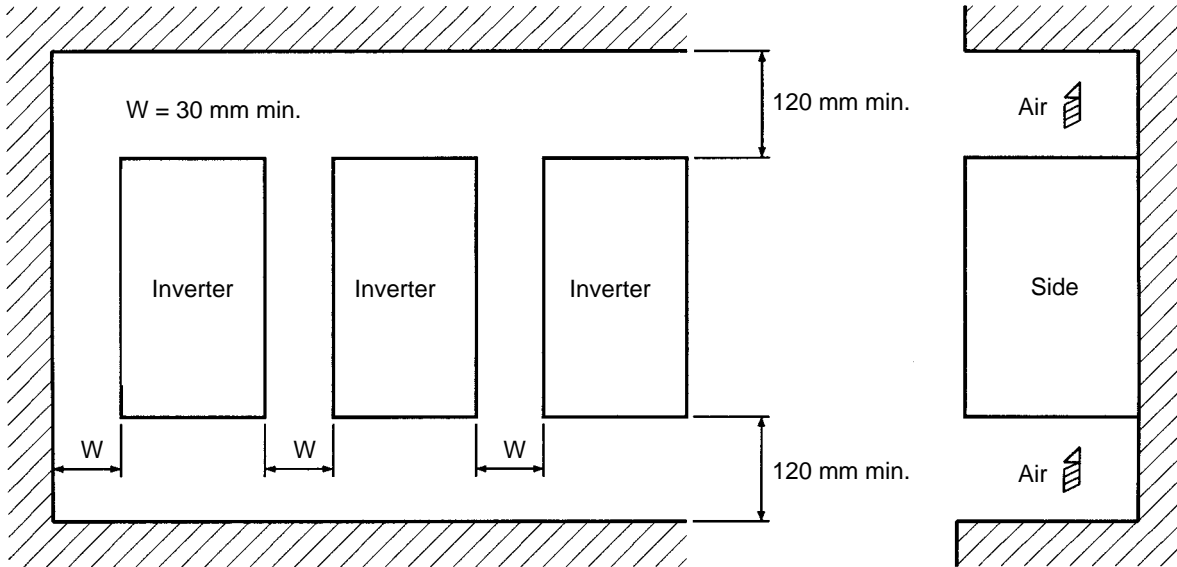 W = 30 mm min.
120 mm min.
Air
Inverter
Inverter
Inverter
Side
W
W
W
120 mm min.
Air